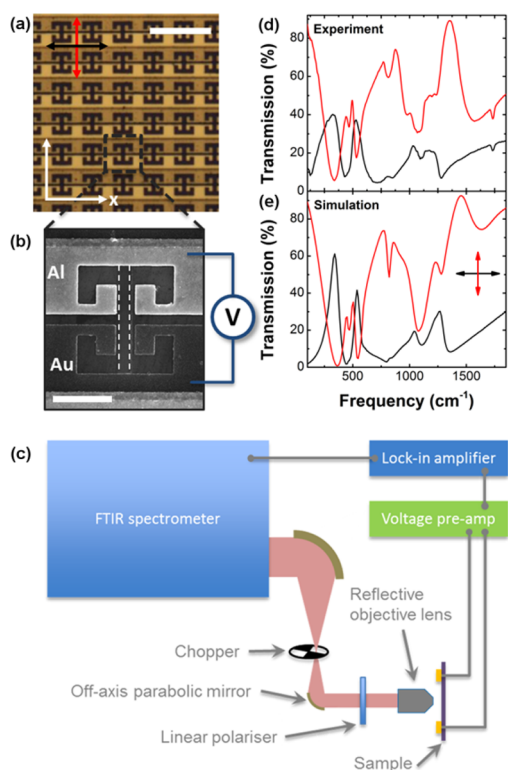 (a)
x
(b)
Al
Au
V
(d)
Experiment
Transmission (%)
80
60
40
20
0
(e)
Simulation
Transmission (%)
80
60
40
20
0
500
1000
1500
Frequency (cm-1)
(c)
FTIR spectrometer
Lock-in amplifier
Voltage pre-amp
Reflective
objective lens
Chopper
Off-axis parabolic mirror
Linear polariser
Sample